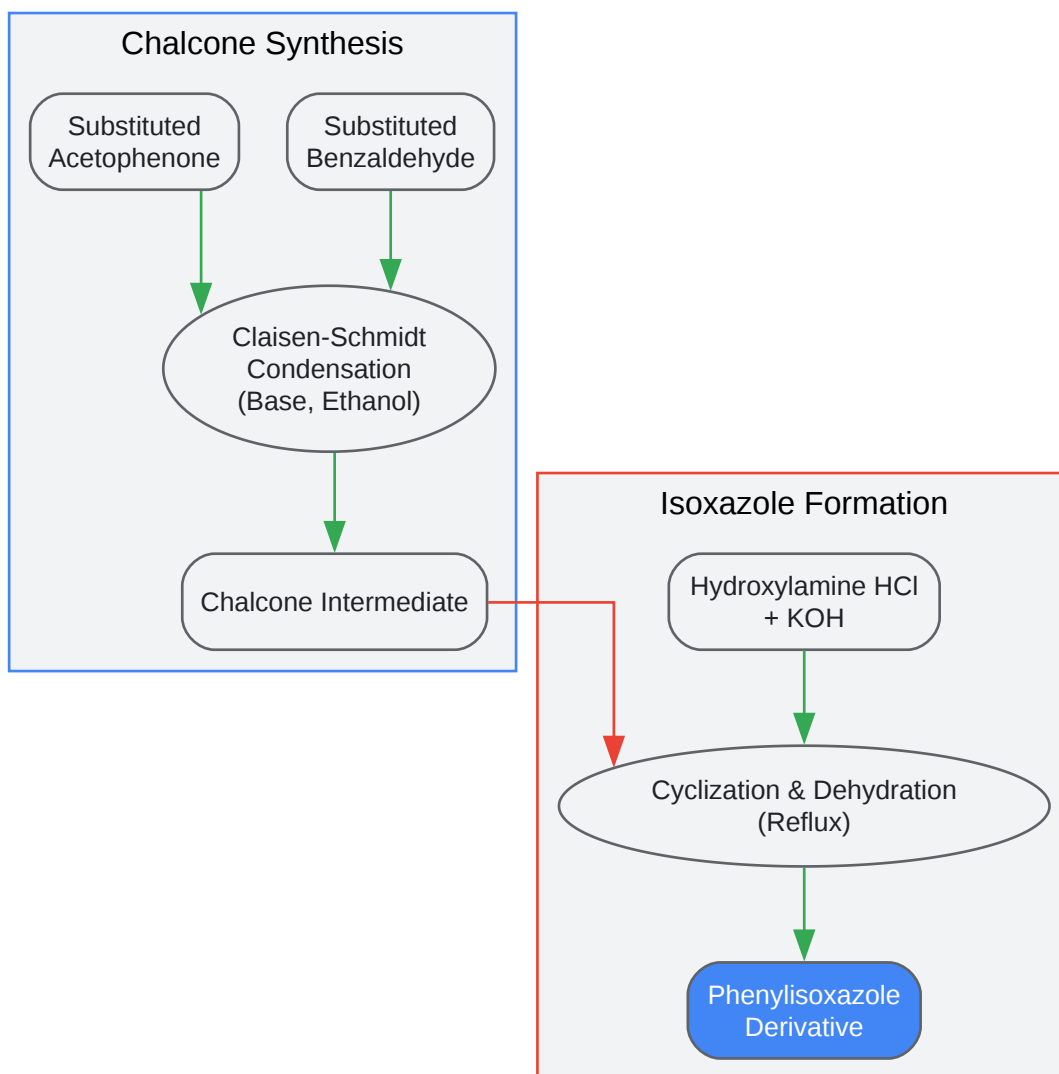 Chalcone Synthesis
Substituted
Acetophenone
Substituted
Benzaldehyde
Claisen-Schmidt
Condensation
(Base, Ethanol)
Chalcone Intermediate
Isoxazole Formation
Hydroxylamine HCl
+ KOH
Cyclization & Dehydration
(Reflux)
Phenylisoxazole
Derivative